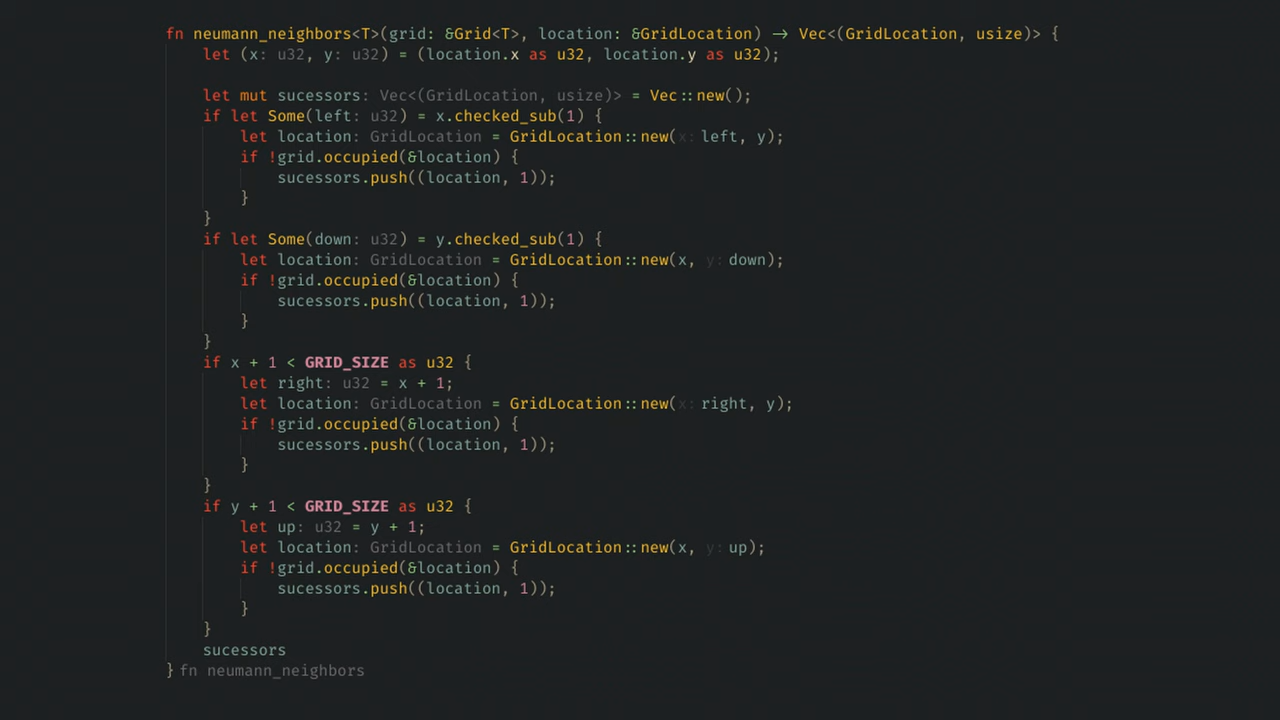 fn neumann_neighbors<T>(grid: &Grid<T>, location: &GridLocation) → Vec<(GridLocation, usize)> {
    let (x: u32, y: u32) = (location.x as u32, location.y as u32);

    let mut sucessors: Vec<(GridLocation, usize)> = Vec::new();
    if let Some(left: u32) = x.checked_sub(1) {
        let location: GridLocation = GridLocation::new(x: left, y);
        if !grid.occupied(&location) {
            sucessors.push((location, 1));
        }
    }
    if let Some(down: u32) = y.checked_sub(1) {
        let location: GridLocation = GridLocation::new(x, y: down);
        if !grid.occupied(&location) {
            sucessors.push((location, 1));
        }
    }
    if x + 1 < GRID_SIZE as u32 {
        let right: u32 = x + 1;
        let location: GridLocation = GridLocation::new(x: right, y);
        if !grid.occupied(&location) {
            sucessors.push((location, 1));
        }
    }
    if y + 1 < GRID_SIZE as u32 {
        let up: u32 = y + 1;
        let location: GridLocation = GridLocation::new(x, y: up);
        if !grid.occupied(&location) {
            sucessors.push((location, 1));
        }
    }
    sucessors
} fn neumann_neighbors